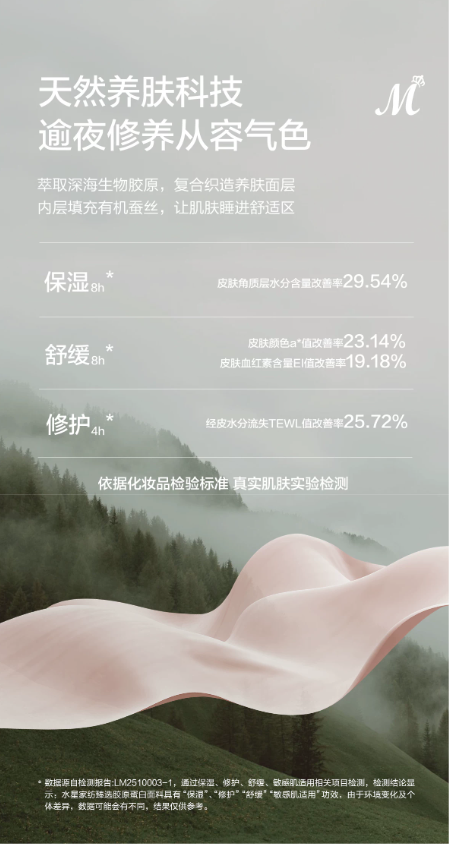 天然养肤科技
M
逾夜修养从容气色
萃取深海生物胶原，复合织造养肤面层
内层填充有机蚕丝，让肌肤睡进舒适区
保湿8h* 皮肤角质层水分含量改善率29.54%
舒缓8h* 皮肤颜色a*值改善率23.14%
皮肤血红素含量EI值改善率19.18%
修护4h* 经皮水分流失TEWL值改善率25.72%
依据化妆品检验标准 真实肌肤实验检测
* 数据源自检测报告:LM2510003-1，通过保湿、修护、舒缓、敏感肌适用相关项目检测，检测结论显
示：水星家纺臻选胶原蛋白面料具有“保湿”、“修护”“舒缓”“敏感肌适用”功效，由于环境变化及个
体差异，数据可能会有不同，结果仅供参考。